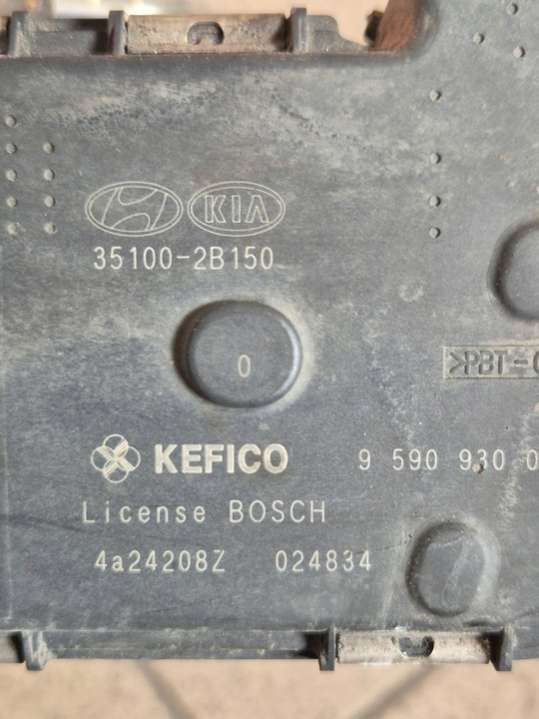 KIA
35100-2B150
0
>PBT-
KEFICO 9 590 930
License BOSCH
4a24208Z 024834